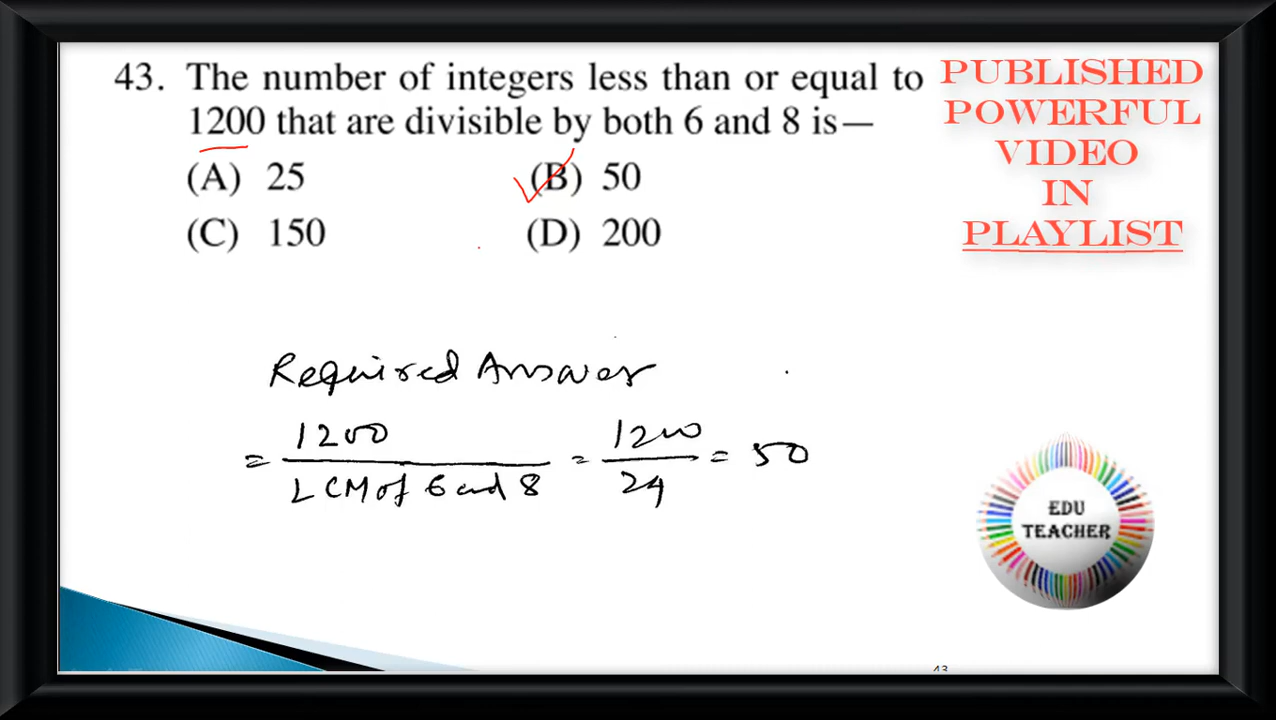 43. The number of integers less than or equal to
1200 that are divisible by both 6 and 8 is—
(A) 25 (B) 50
(C) 150 (D) 200
PUBLISHED
POWERFUL
VIDEO
IN
PLAYLIST
Required Answer
= 1200 / LCM of 6 and 8 = 1200 / 24 = 50
EDU
TEACHER
43